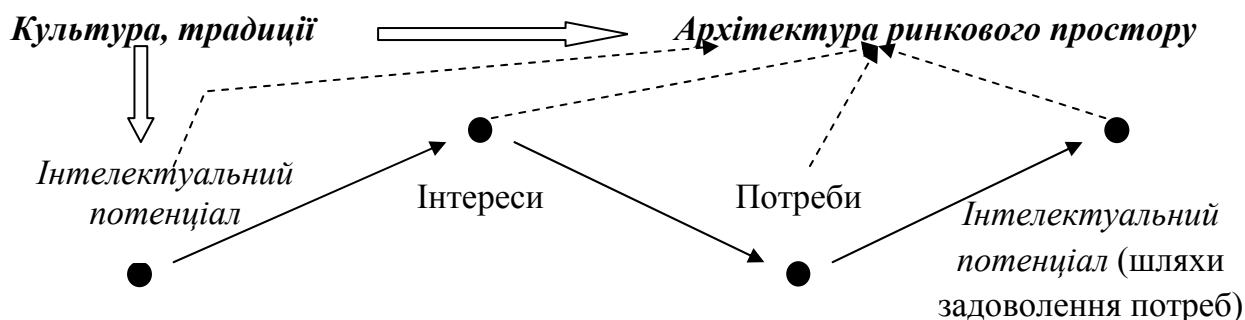 Культура, традиції
Архітектура ринкового простору
Інтелектуальний
потенціал
Інтереси
Потреби
Інтелектуальний
потенціал (шляхи
задоволення потреб)